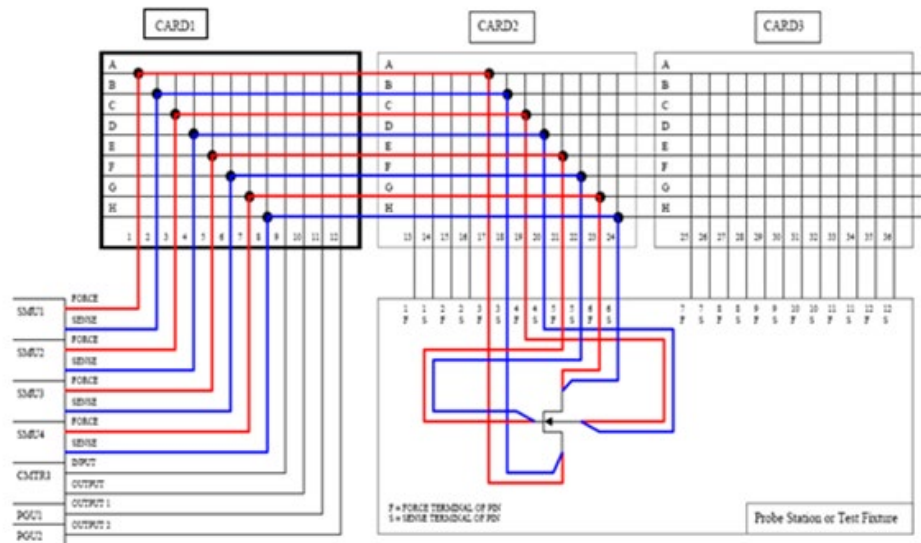 CARD1
CARD2
CARD3
A
A
A
B
B
B
C
C
C
D
D
D
E
E
E
F
F
F
G
G
G
H
H
H
1 2 3 4 5 6 7 8 9 10 11 12
13 14 15 16 17 18 19 20 21 22 23 24
25 26 27 28 29 30 31 32 33 34 35 36
SMU1
FORCE
SENSE
SMU2
FORCE
SENSE
SMU3
FORCE
SENSE
SMU4
FORCE
SENSE
CMTR1
INPUT
OUTPUT
PGU1
OUTPUT 1
PGU2
OUTPUT 2
1 1 2 2 3 3 4 4 5 5 6 6
F S F S F S F S F S F S
7 7 8 8 9 9 10 10 11 11 12 12
F S F S F S F S F S F S
F = FORCE TERMINAL OF PIN
S = SENSE TERMINAL OF PIN
Probe Station or Test Fixture